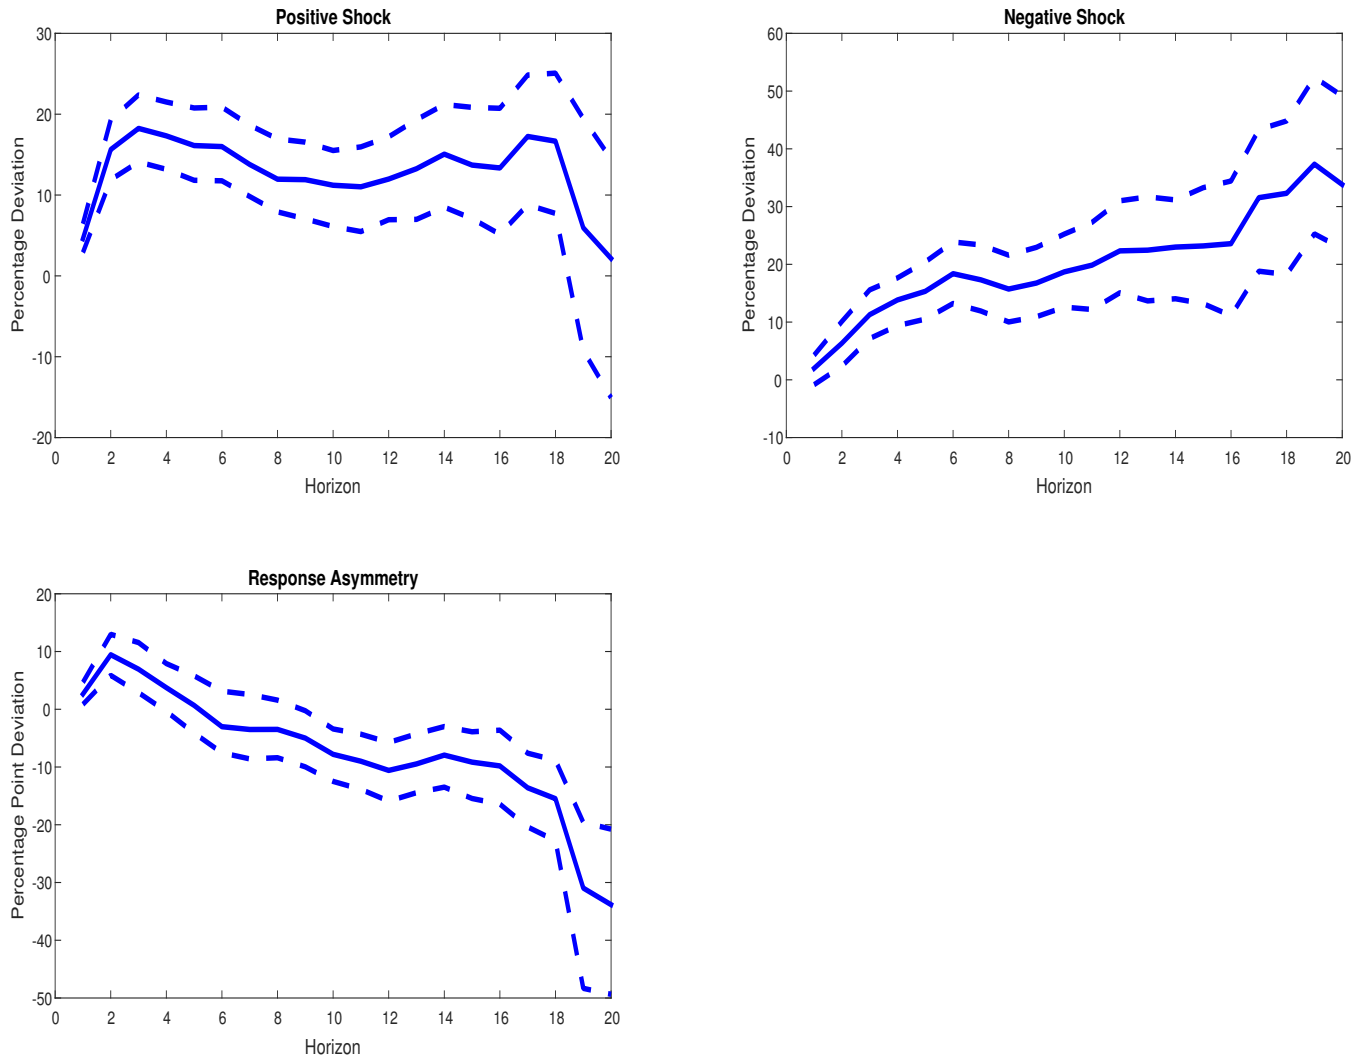 Positive Shock
Percentage Deviation
30
20
10
0
-10
-20
0 2 4 6 8 10 12 14 16 18 20
Horizon
Negative Shock
Percentage Deviation
60
50
40
30
20
10
0
-10
0 2 4 6 8 10 12 14 16 18 20
Horizon
Response Asymmetry
Percentage Point Deviation
20
10
0
-10
-20
-30
-40
-50
0 2 4 6 8 10 12 14 16 18 20
Horizon